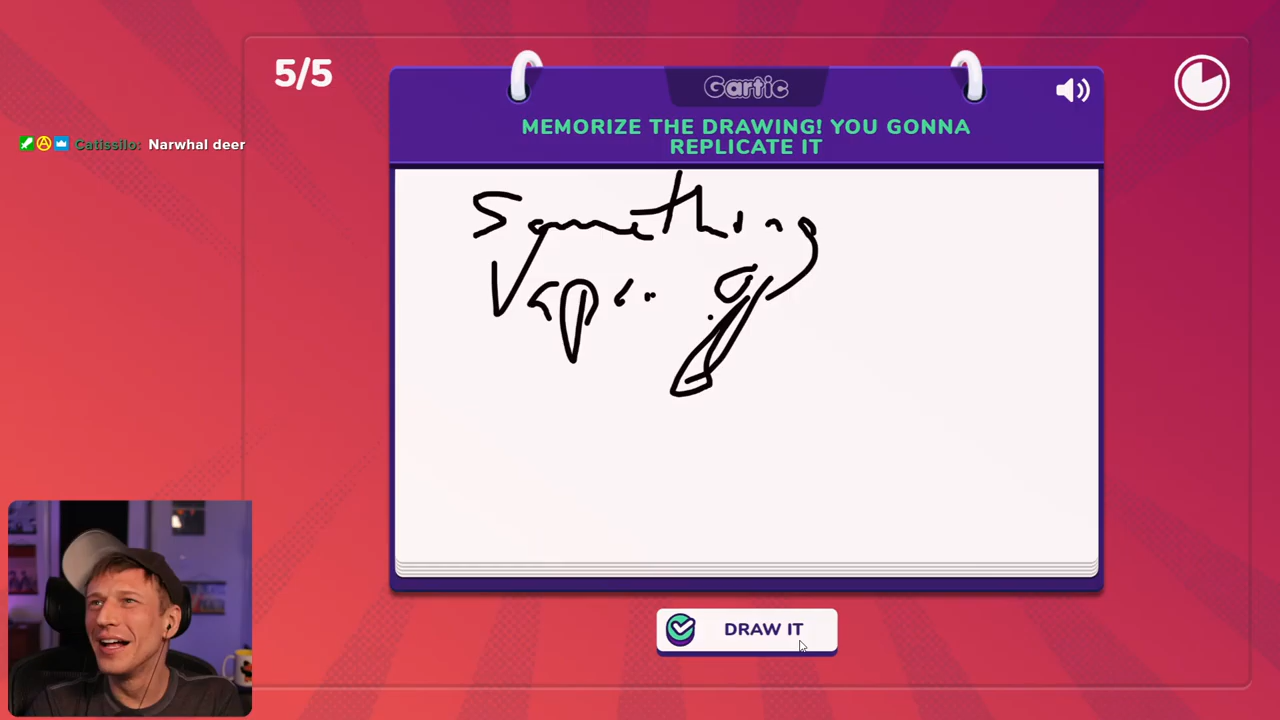 5/5
Gartic
MEMORIZE THE DRAWING! YOU GONNA
REPLICATE IT
Catissilo: Narwhal deer
Something
DRAW IT